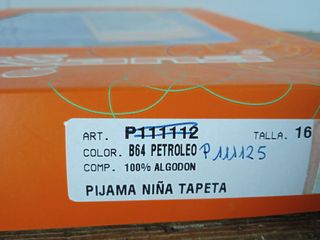 ART. P111112 TALLA. 16
COLOR. B64 PETROLEO P111125
COMP. 100% ALGODON
PIJAMA NIÑA TAPETA